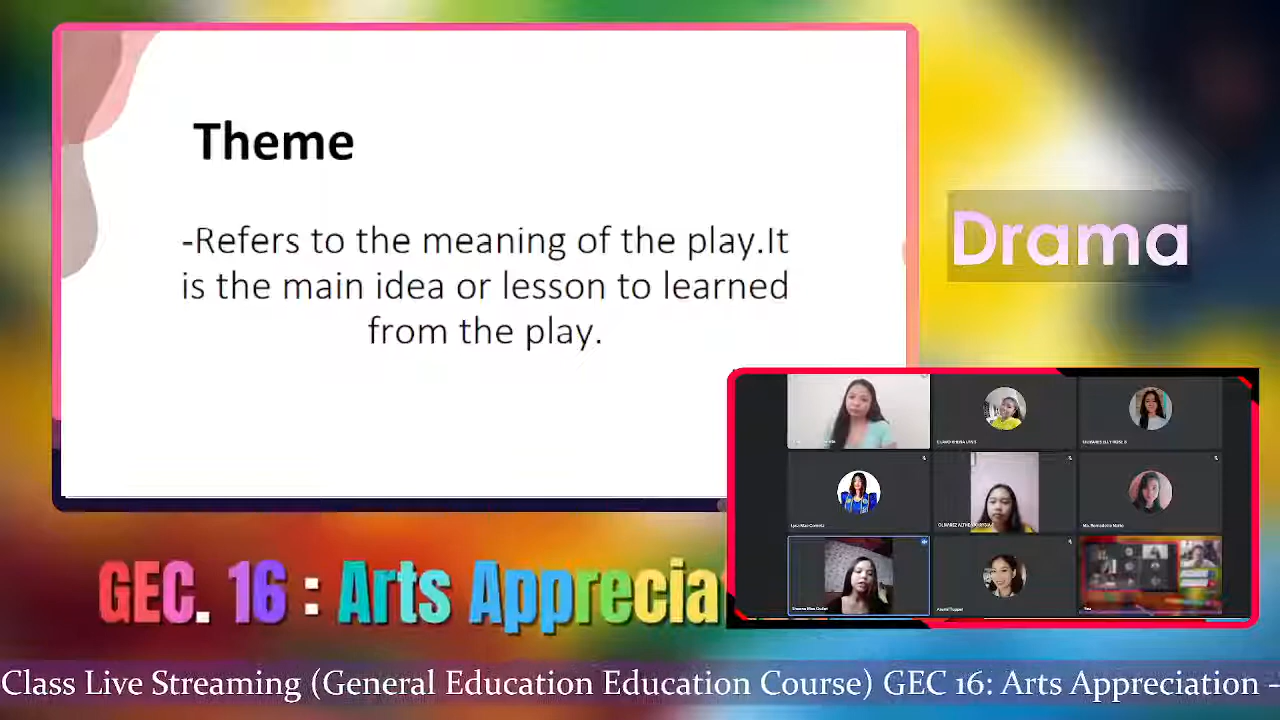 Theme
-Refers to the meaning of the play.It
is the main idea or lesson to learned
from the play.
Drama
GEC. 16 : Arts Apprecia
You
Class Live Streaming (General Education Education Course) GEC 16: Arts Appreciation -